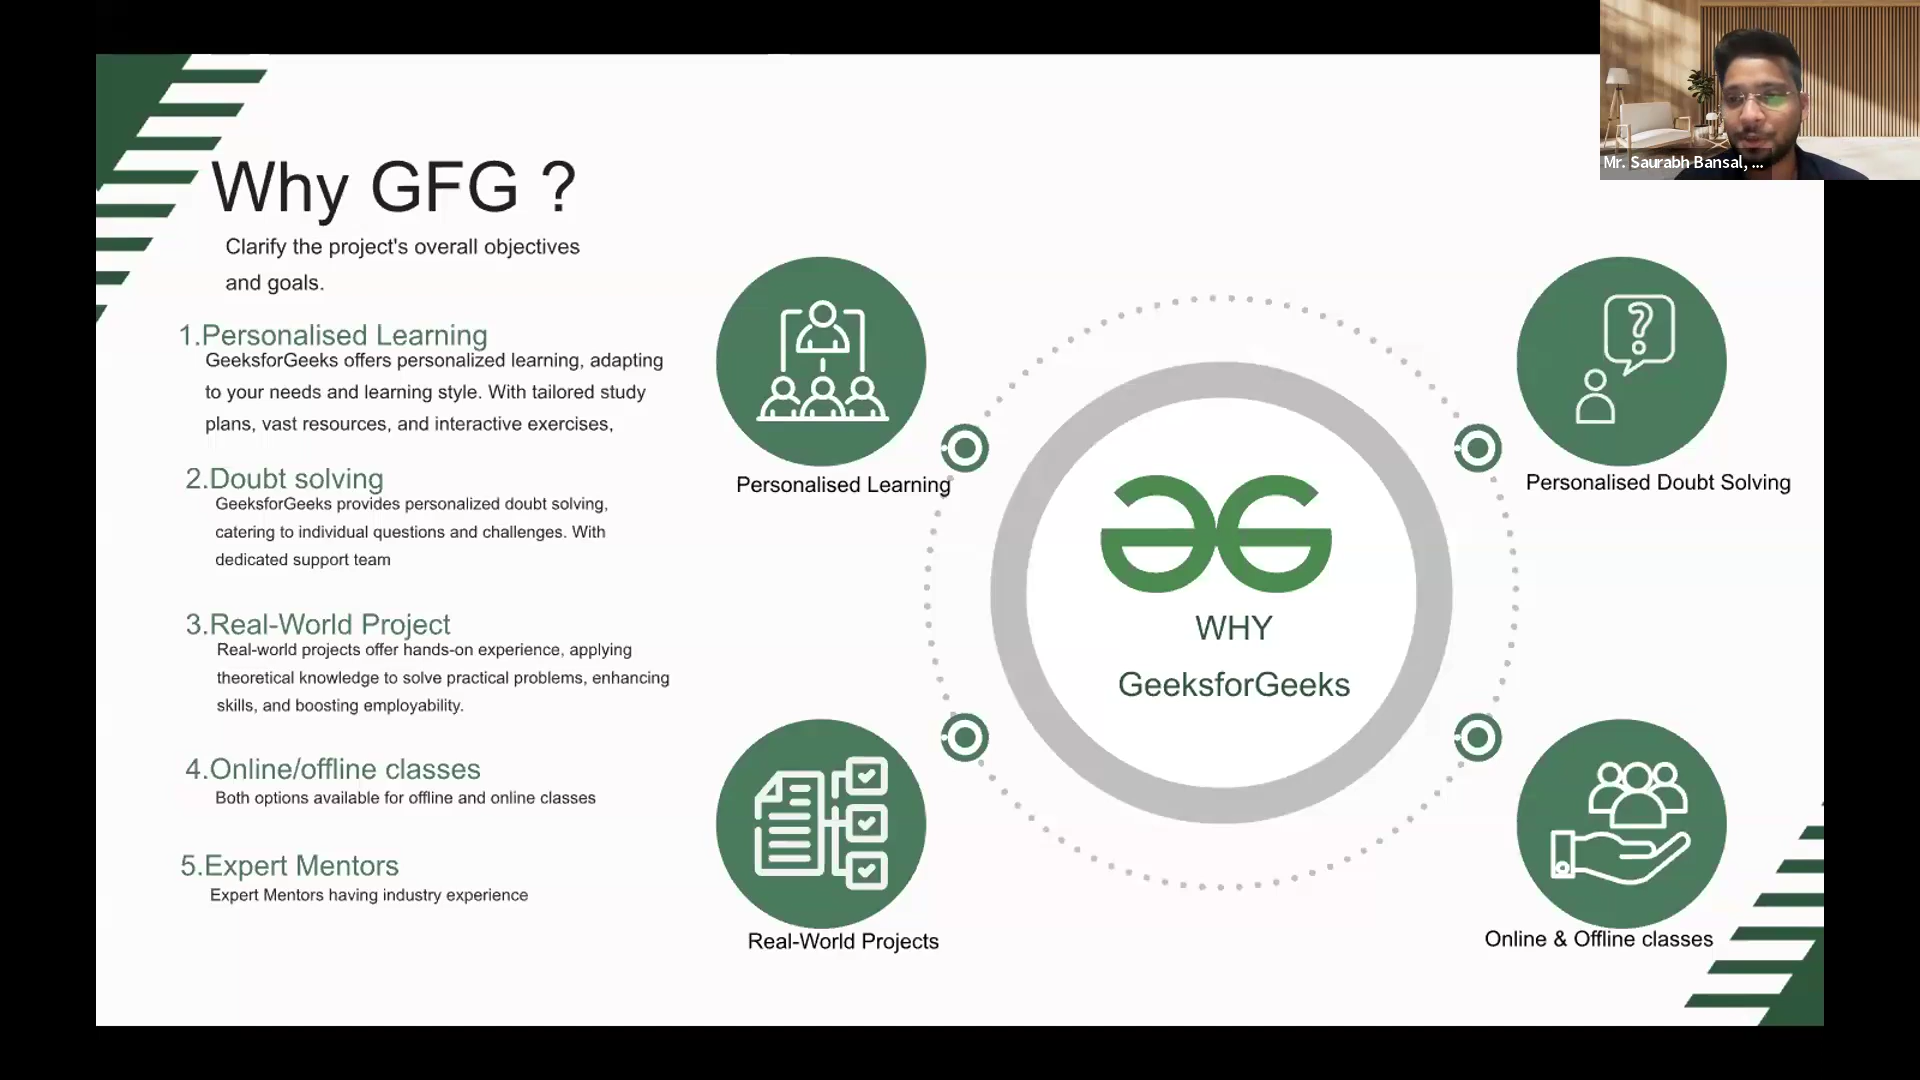 Mr. Saurabh Bansal, ...
Why GFG ?
Clarify the project's overall objectives
and goals.
1.Personalised Learning
GeeksforGeeks offers personalized learning, adapting
to your needs and learning style. With tailored study
plans, vast resources, and interactive exercises,
2.Doubt solving
GeeksforGeeks provides personalized doubt solving,
catering to individual questions and challenges. With
dedicated support team
3.Real-World Project
Real-world projects offer hands-on experience, applying
theoretical knowledge to solve practical problems, enhancing
skills, and boosting employability.
4.Online/offline classes
Both options available for offline and online classes
5.Expert Mentors
Expert Mentors having industry experience
Personalised Learning
Personalised Doubt Solving
WHY
GeeksforGeeks
Real-World Projects
Online & Offline classes